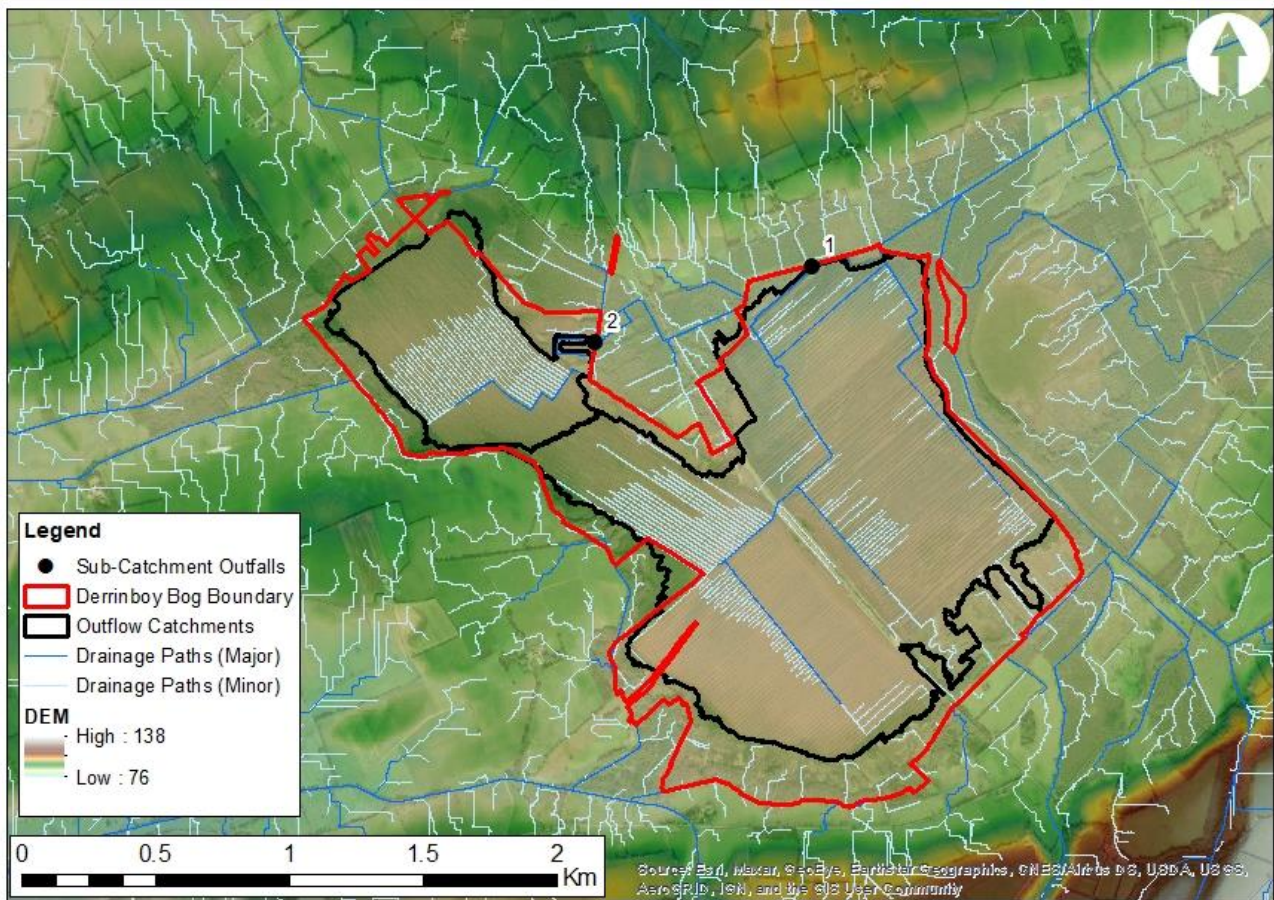 1
2
Legend
Sub-Catchment Outfalls
Derrinboy Bog Boundary
Outflow Catchments
Drainage Paths (Major)
Drainage Paths (Minor)
DEM
High : 138
Low : 76
0 0.5 1 2
Km
Source: Esri, Maxar, GeoEye, Earthstar Geographics, CNES/Airbus DS, USDA, USGS,
AeroGRID, IGN, and the GIS User Community